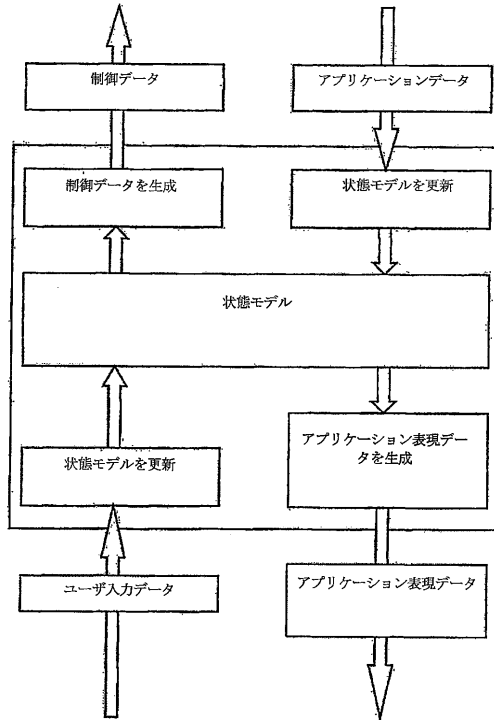 制御データ
アプリケーションデータ
制御データを生成
状態モデルを更新
状態モデル
状態モデルを更新
アプリケーション表現デー
タを生成
ユーザ入力データ
アプリケーション表現データ